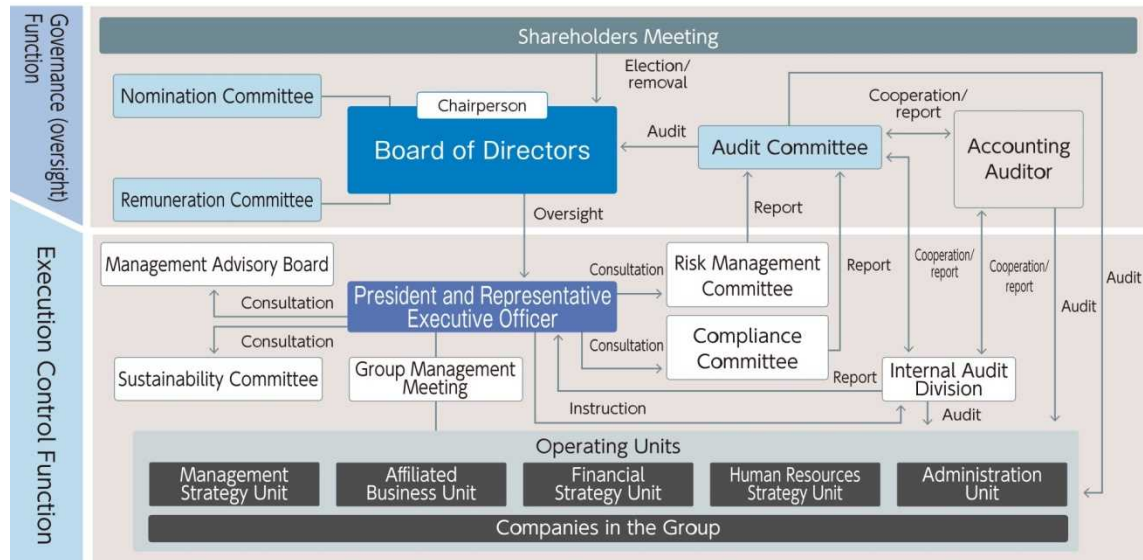 Governance (oversight)
Function
Shareholders Meeting
Election/
removal
Nomination Committee
Chairperson
Board of Directors
Audit
Audit Committee
Cooperation/
report
Accounting
Auditor
Remuneration Committee
Oversight
Report
Execution Control Function
Management Advisory Board
Consultation
President and Representative
Executive Officer
Consultation
Risk Management
Committee
Report
Cooperation/
report
Cooperation/
report
Audit
Audit
Consultation
Sustainability Committee
Group Management
Meeting
Consultation
Compliance
Committee
Report
Internal Audit
Division
Instruction
Audit
Operating Units
Management
Strategy Unit
Affiliated
Business Unit
Financial
Strategy Unit
Human Resources
Strategy Unit
Administration
Unit
Companies in the Group